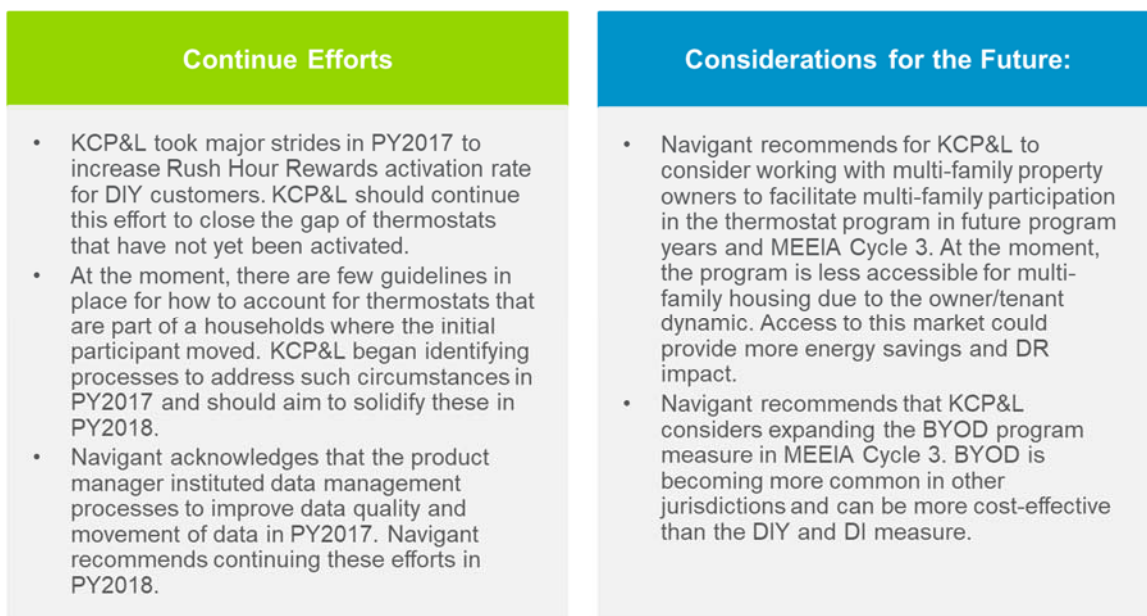 Continue Efforts
• KCP&L took major strides in PY2017 to
increase Rush Hour Rewards activation rate
for DIY customers. KCP&L should continue
this effort to close the gap of thermostats
that have not yet been activated.
• At the moment, there are few guidelines in
place for how to account for thermostats that
are part of a households where the initial
participant moved. KCP&L began identifying
processes to address such circumstances in
PY2017 and should aim to solidify these in
PY2018.
• Navigant acknowledges that the product
manager instituted data management
processes to improve data quality and
movement of data in PY2017. Navigant
recommends continuing these efforts in
PY2018.
Considerations for the Future:
• Navigant recommends for KCP&L to
consider working with multi-family property
owners to facilitate multi-family participation
in the thermostat program in future program
years and MEEIA Cycle 3. At the moment,
the program is less accessible for multi-
family housing due to the owner/tenant
dynamic. Access to this market could
provide more energy savings and DR
impact.
• Navigant recommends that KCP&L
considers expanding the BYOD program
measure in MEEIA Cycle 3. BYOD is
becoming more common in other
jurisdictions and can be more cost-effective
than the DIY and DI measure.